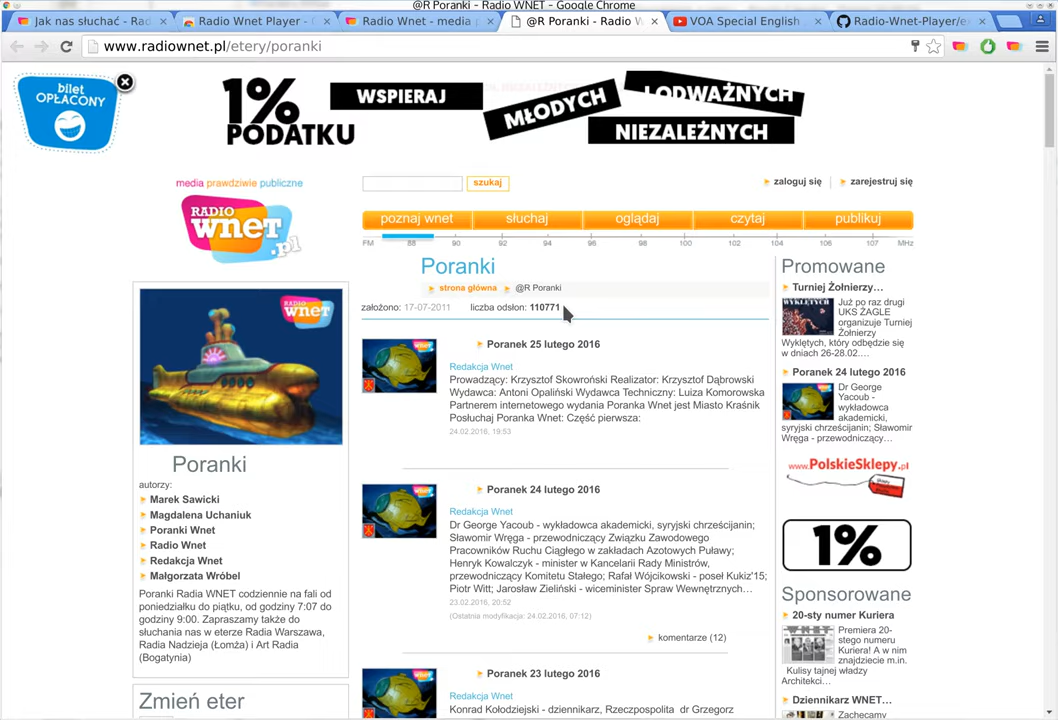 @R Poranki - Radio WNET - Google Chrome
Jak nas słuchać - Rad
Radio Wnet Player - C
Radio Wnet - media p
@R Poranki - Radio W
VOA Special English
Radio-Wnet-Player/e
www.radiownet.pl/etery/poranki
bilet
OPŁACONY
1%
PODATKU
WSPIERAJ
MŁODYCH
I ODWAŻNYCH
NIEZALEŻNYCH
media prawdziwie publiczne
RADIO
wnet
.pl
szukaj
zaloguj się
zarejestruj się
poznaj wnet
słuchaj
oglądaj
czytaj
publikuj
FM 88 90 92 94 96 98 100 102 104 106 107 MHz
Poranki
strona główna
@R Poranki
założono: 17-07-2011 liczba odsłon: 110771
RADIO
wnet
Poranki
autorzy:
Marek Sawicki
Magdalena Uchaniuk
Poranki Wnet
Radio Wnet
Redakcja Wnet
Małgorzata Wróbel
Poranki Radia WNET codziennie na fali od
poniedziałku do piątku, od godziny 7:07 do
godziny 9:00. Zapraszamy także do
słuchania nas w eterze Radia Warszawa,
Radia Nadzieja (Łomża) i Art Radia
(Bogatynia)
Zmień eter
Poranek 25 lutego 2016
Redakcja Wnet
Prowadzący: Krzysztof Skowroński Realizator: Krzysztof Dąbrowski
Wydawca: Antoni Opaliński Wydawca Techniczny: Luiza Komorowska
Partnerem internetowego wydania Poranka Wnet jest Miasto Kraśnik
Posłuchaj Poranka Wnet: Część pierwsza:
24.02.2016, 19:53
Poranek 24 lutego 2016
Redakcja Wnet
Dr George Yacoub - wykładowca akademicki, syryjski chrześcijanin;
Sławomir Wręga - przewodniczący Związku Zawodowego
Pracowników Ruchu Ciągłego w zakładach Azotowych Puławy;
Henryk Kowalczyk - minister w Kancelarii Rady Ministrów,
przewodniczący Komitetu Stałego; Rafał Wójcikowski - poseł Kukiz'15;
Piotr Witt; Jarosław Zieliński - wiceminister Spraw Wewnętrznych…
23.02.2016, 20:52
(Ostatnia modyfikacja: 24.02.2016, 07:12)
komentarze (12)
Poranek 23 lutego 2016
Redakcja Wnet
Konrad Kołodziejski - dziennikarz, Rzeczpospolita dr Grzegorz
Promowane
Turniej Żołnierzy…
WYKLĘTYCH
Już po raz drugi
UKS ŻAGLE
organizuje Turniej
Żołnierzy
Wyklętych, który odbędzie się
w dniach 26-28.02.…
Poranek 24 lutego 2016
Dr George
Yacoub -
wykładowca
akademicki,
syryjski chrześcijanin; Sławomir
Wręga - przewodniczący…
www.PolskieSklepy.pl
1%
Sponsorowane
20-sty numer Kuriera
Premiera 20-
stego numeru
Kuriera! A w nim
znajdziecie m.in.
Kulisy tajnej władzy
Architekci…
Dziennikarz WNET…
Zachecamy